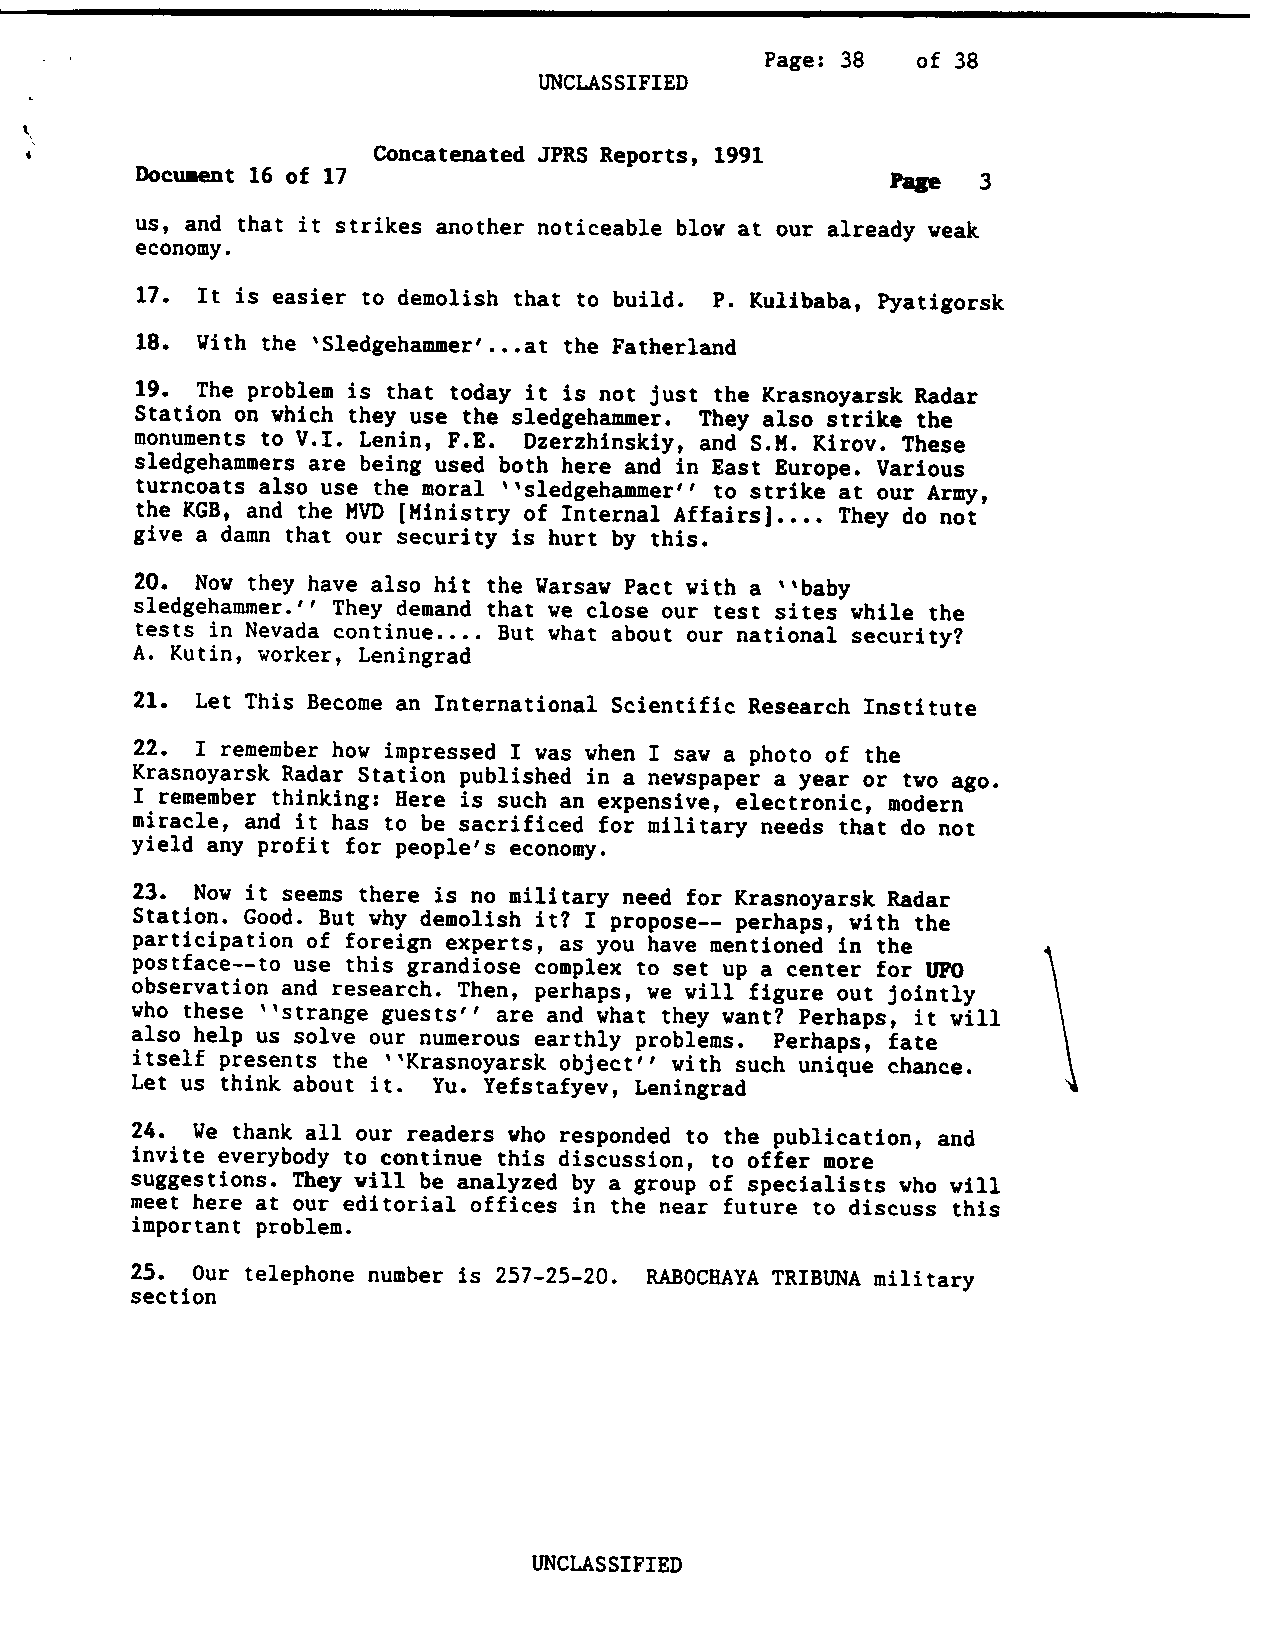 Page: 38 of 38
UNCLASSIFIED
Concatenated JPRS Reports, 1991
Document 16 of 17
Page 3
us, and that it strikes another noticeable blow at our already weak
economy.
17. It is easier to demolish that to build. P. Kulibaba, Pyatigorsk
18. With the `Sledgehammer'...at the Fatherland
19. The problem is that today it is not just the Krasnoyarsk Radar
Station on which they use the sledgehammer. They also strike the
monuments to V.I. Lenin, F.E. Dzerzhinskiy, and S.M. Kirov. These
sledgehammers are being used both here and in East Europe. Various
turncoats also use the moral ``sledgehammer'' to strike at our Army,
the KGB, and the MVD [Ministry of Internal Affairs].... They do not
give a damn that our security is hurt by this.
20. Now they have also hit the Warsaw Pact with a ``baby
sledgehammer.'' They demand that we close our test sites while the
tests in Nevada continue.... But what about our national security?
A. Kutin, worker, Leningrad
21. Let This Become an International Scientific Research Institute
22. I remember how impressed I was when I saw a photo of the
Krasnoyarsk Radar Station published in a newspaper a year or two ago.
I remember thinking: Here is such an expensive, electronic, modern
miracle, and it has to be sacrificed for military needs that do not
yield any profit for people's economy.
23. Now it seems there is no military need for Krasnoyarsk Radar
Station. Good. But why demolish it? I propose-- perhaps, with the
participation of foreign experts, as you have mentioned in the
postface--to use this grandiose complex to set up a center for UFO
observation and research. Then, perhaps, we will figure out jointly
who these ``strange guests'' are and what they want? Perhaps, it will
also help us solve our numerous earthly problems. Perhaps, fate
itself presents the ``Krasnoyarsk object'' with such unique chance.
Let us think about it. Yu. Yefstafyev, Leningrad
24. We thank all our readers who responded to the publication, and
invite everybody to continue this discussion, to offer more
suggestions. They will be analyzed by a group of specialists who will
meet here at our editorial offices in the near future to discuss this
important problem.
25. Our telephone number is 257-25-20. RABOCHAYA TRIBUNA military
section
UNCLASSIFIED